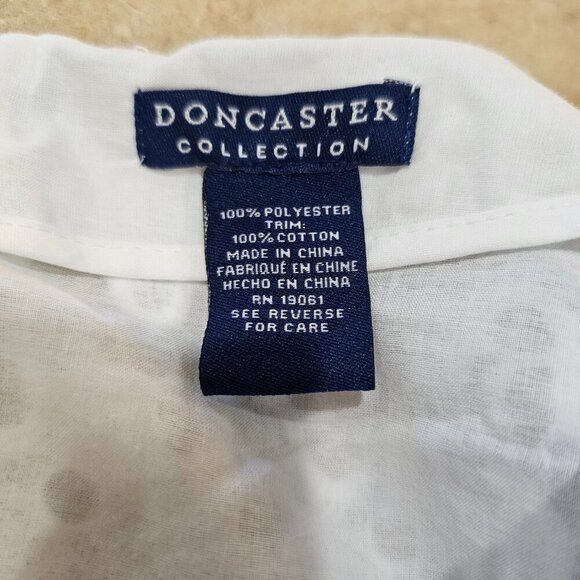 DONCASTER
COLLECTION
100% POLYESTER
TRIM:
100% COTTON
MADE IN CHINA
FABRIQUÉ EN CHINE
HECHO EN CHINA
RN 19061
SEE REVERSE
FOR CARE